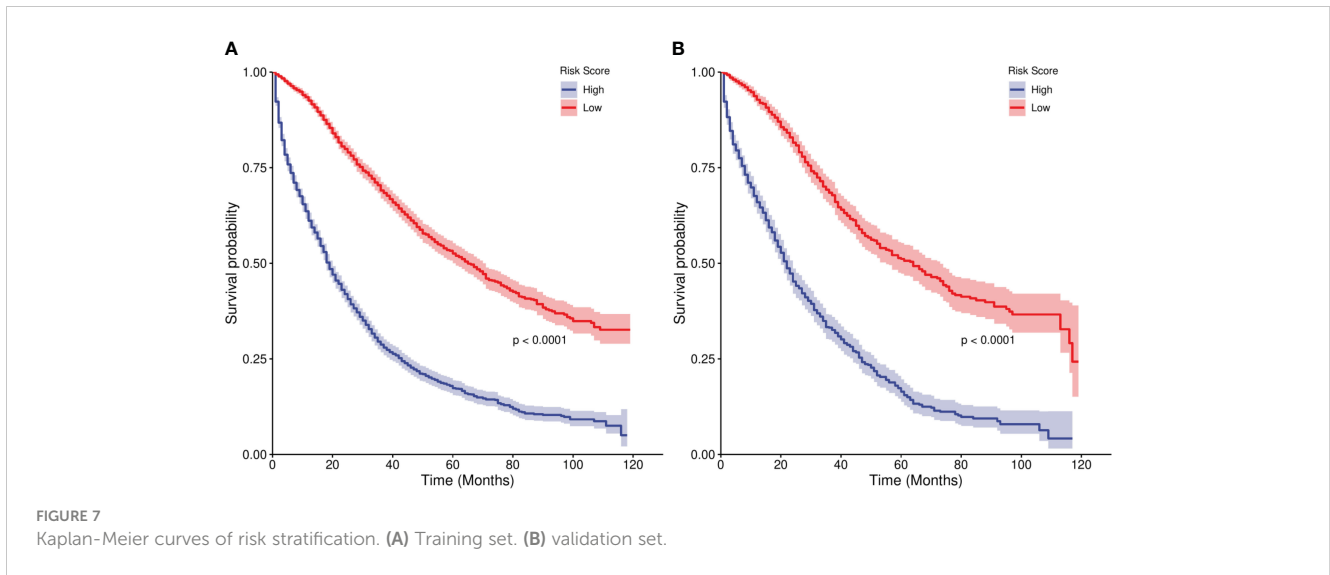 A
Risk Score
High
Low
1.00
0.75
0.50
0.25
0.00
Survival probability
p < 0.0001
0 20 40 60 80 100 120
Time (Months)
B
Risk Score
High
Low
1.00
0.75
0.50
0.25
0.00
Survival probability
p < 0.0001
0 20 40 60 80 100 120
Time (Months)
FIGURE 7
Kaplan-Meier curves of risk stratification. (A) Training set. (B) validation set.